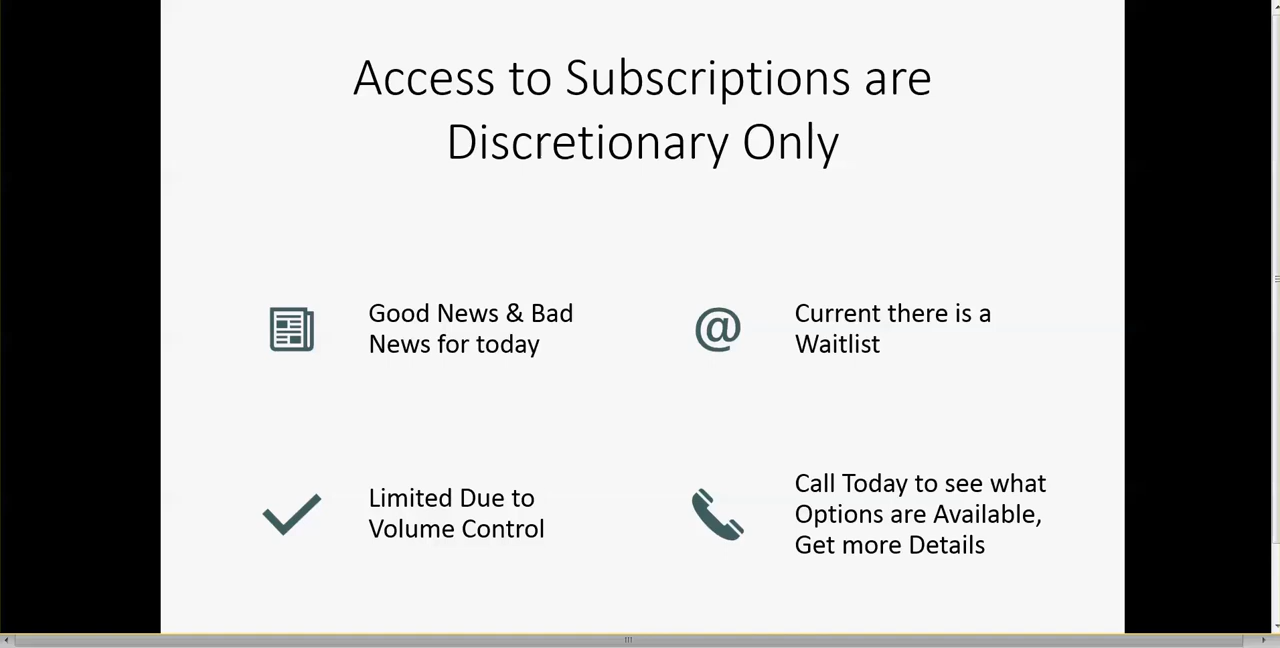 Access to Subscriptions are
Discretionary Only
Good News & Bad
News for today
@
Current there is a
Waitlist
Limited Due to
Volume Control
Call Today to see what
Options are Available,
Get more Details